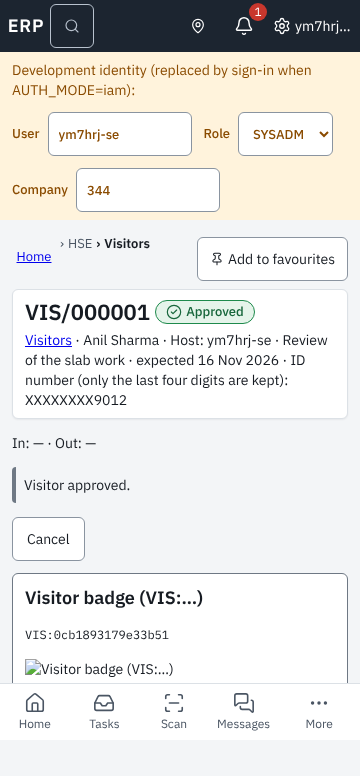 ERP
1
ym7hrj...
Development identity (replaced by sign-in when
AUTH_MODE=iam):
User
ym7hrj-se
Role
SYSADM
Company
344
Home
› HSE › Visitors
Add to favourites
VIS/000001
Approved
Visitors · Anil Sharma · Host: ym7hrj-se · Review
of the slab work · expected 16 Nov 2026 · ID
number (only the last four digits are kept):
XXXXXXXX9012
In: — · Out: —
Visitor approved.
Cancel
Visitor badge (VIS:...)
VIS:0cb1893179e33b51
Visitor badge (VIS:...)
Home
Tasks
Scan
Messages
More